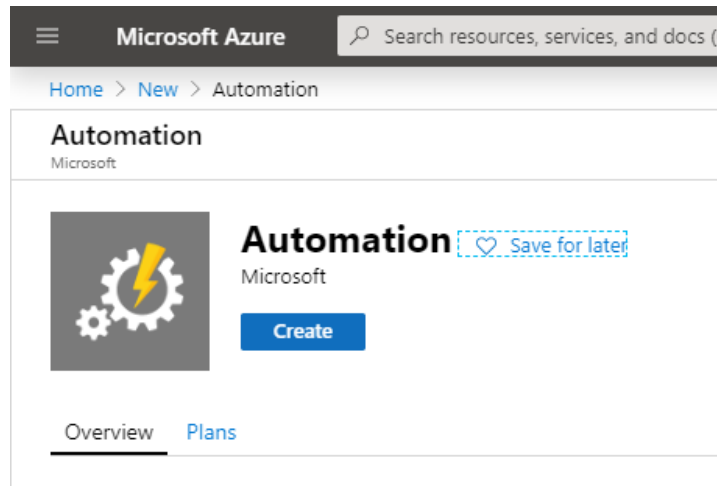 Microsoft Azure
Search resources, services, and docs (
Home > New > Automation
Automation
Microsoft
Automation
Save for later
Microsoft
Create
Overview Plans